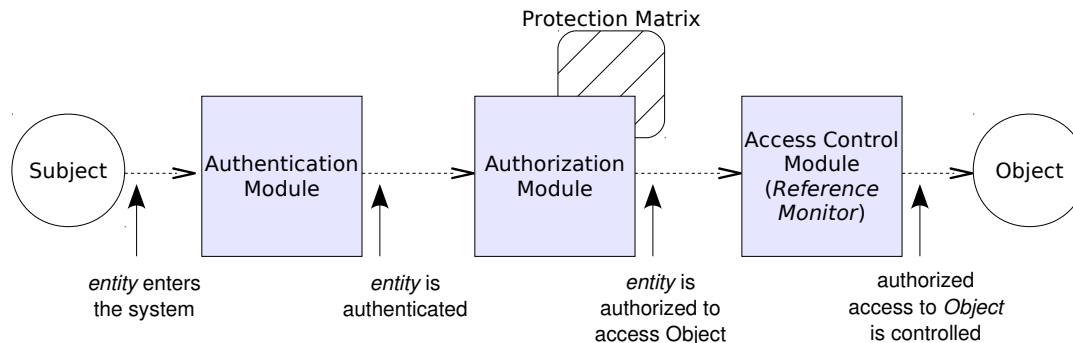 Protection Matrix
Subject
Authentication
Module
Authorization
Module
Access Control
Module
(Reference
Monitor)
Object
entity enters
the system
entity is
authenticated
entity is
authorized to
access Object
authorized
access to Object
is controlled